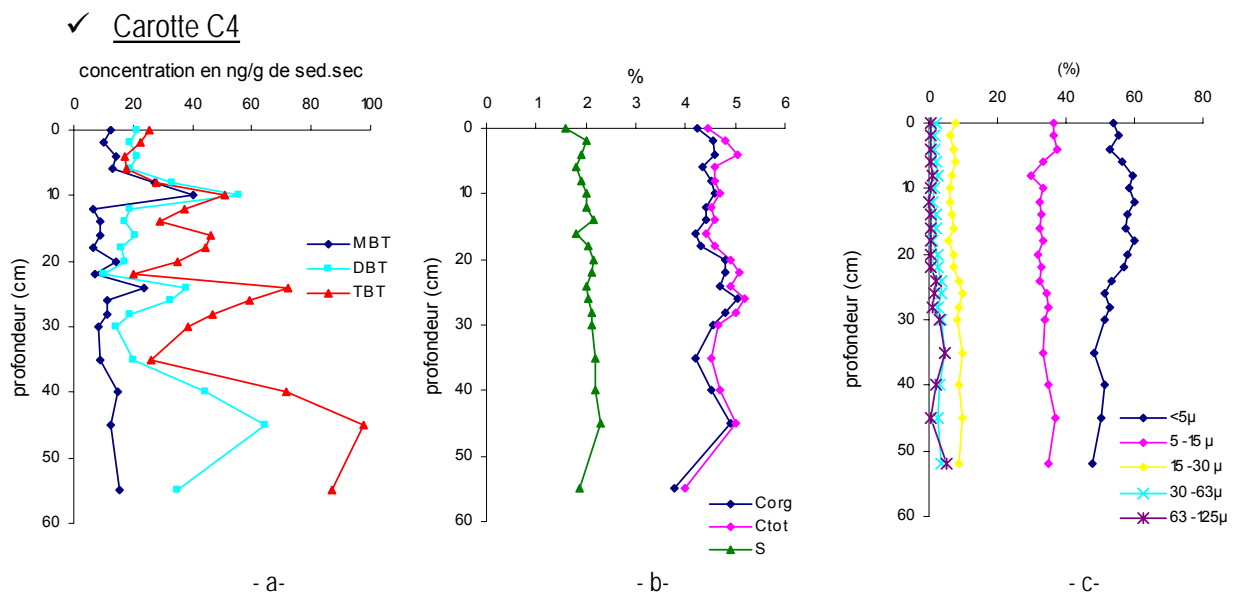 ✓ Carotte C4
concentration en ng/g de sed.sec
0 20 40 60 80 100
0
10
20
30
40
50
60
profondeur (cm)
MBT
DBT
TBT
- a-
%
0 1 2 3 4 5 6
0
10
20
30
40
50
60
profondeur (cm)
Corg
Ctot
S
- b-
(%)
0 20 40 60 80
0
10
20
30
40
50
60
profondeur (cm)
<5µ
5 -15 µ
15 -30 µ
30 -63µ
63 -125µ
- c-